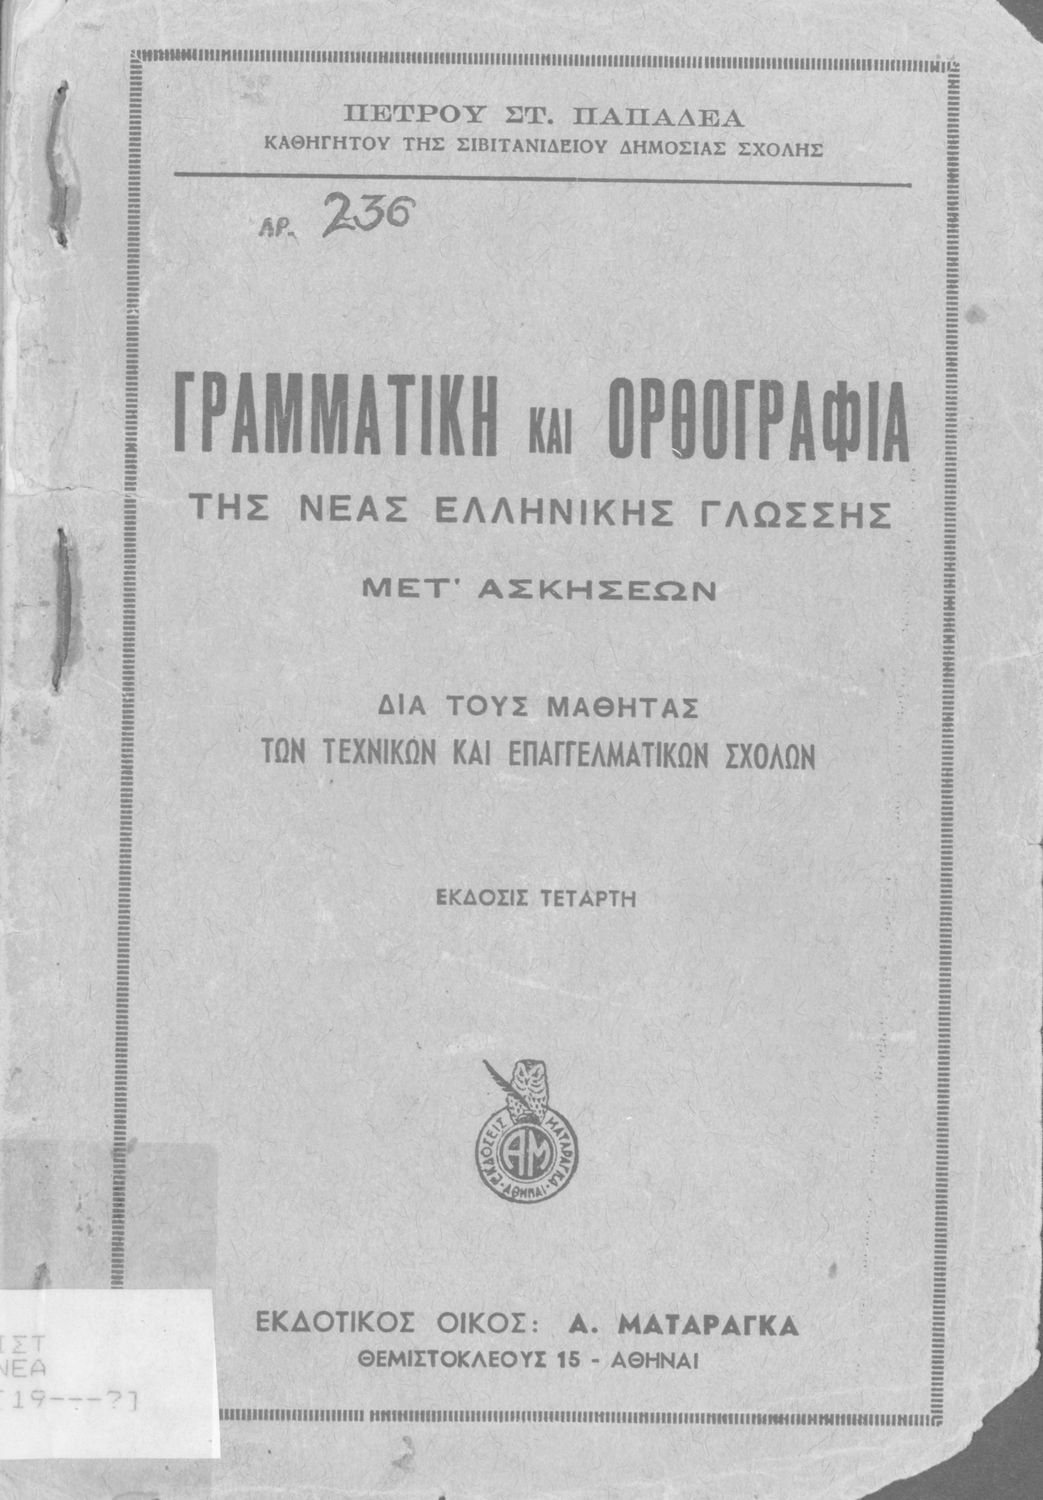 ΠΕΤΡΟΥ ΣΤ. ΠΑΠΑΔΕΑ
ΚΑΘΗΓΗΤΟΥ ΤΗΣ ΣΙΒΙΤΑΝΙΔΕΙΟΥ ΔΗΜΟΣΙΑΣ ΣΧΟΛΗΣ
ΑΡ. 236
ΓΡΑΜΜΑΤΙΚΗ ΚΑΙ ΟΡΘΟΓΡΑΦΙΑ
ΤΗΣ ΝΕΑΣ ΕΛΛΗΝΙΚΗΣ ΓΛΩΣΣΗΣ
ΜΕΤ' ΑΣΚΗΣΕΩΝ
ΔΙΑ ΤΟΥΣ ΜΑΘΗΤΑΣ
ΤΩΝ ΤΕΧΝΙΚΩΝ ΚΑΙ ΕΠΑΓΓΕΛΜΑΤΙΚΩΝ ΣΧΟΛΩΝ
ΕΚΔΟΣΙΣ ΤΕΤΑΡΤΗ
ΕΚΔΟΣΕΙΣ ΜΑΤΑΡΑΓΚΑ
ΑΜ
·ΑΘΗΝΑΙ·
ΕΚΔΟΤΙΚΟΣ ΟΙΚΟΣ: Α. ΜΑΤΑΡΑΓΚΑ
ΘΕΜΙΣΤΟΚΛΕΟΥΣ 15 - ΑΘΗΝΑΙ
ΙΣΤ
ΝΕΑ
[19---?]